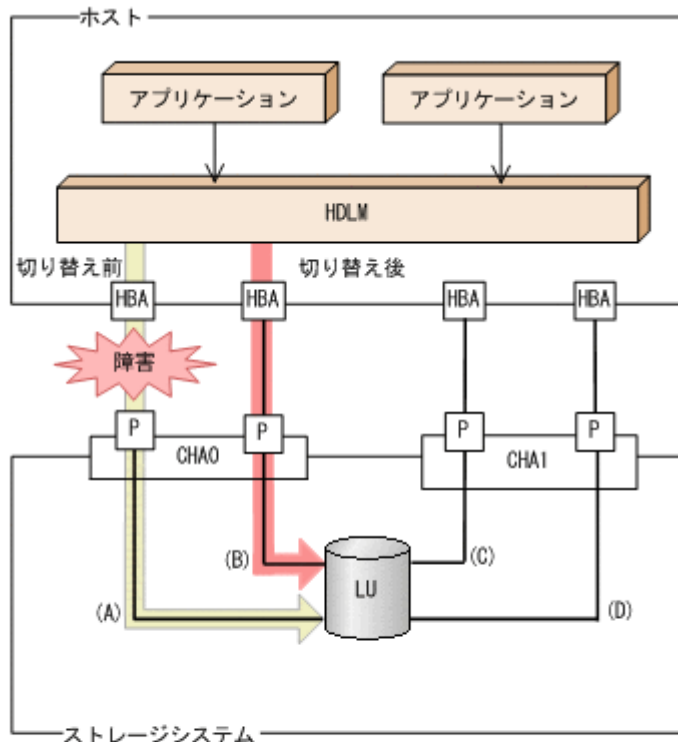 ホスト
アプリケーション
アプリケーション
HDLM
切り替え前
切り替え後
HBA
HBA
HBA
HBA
障害
P
P
P
P
CHA0
CHA1
(B)
(C)
LU
(A)
(D)
ストレージシステム